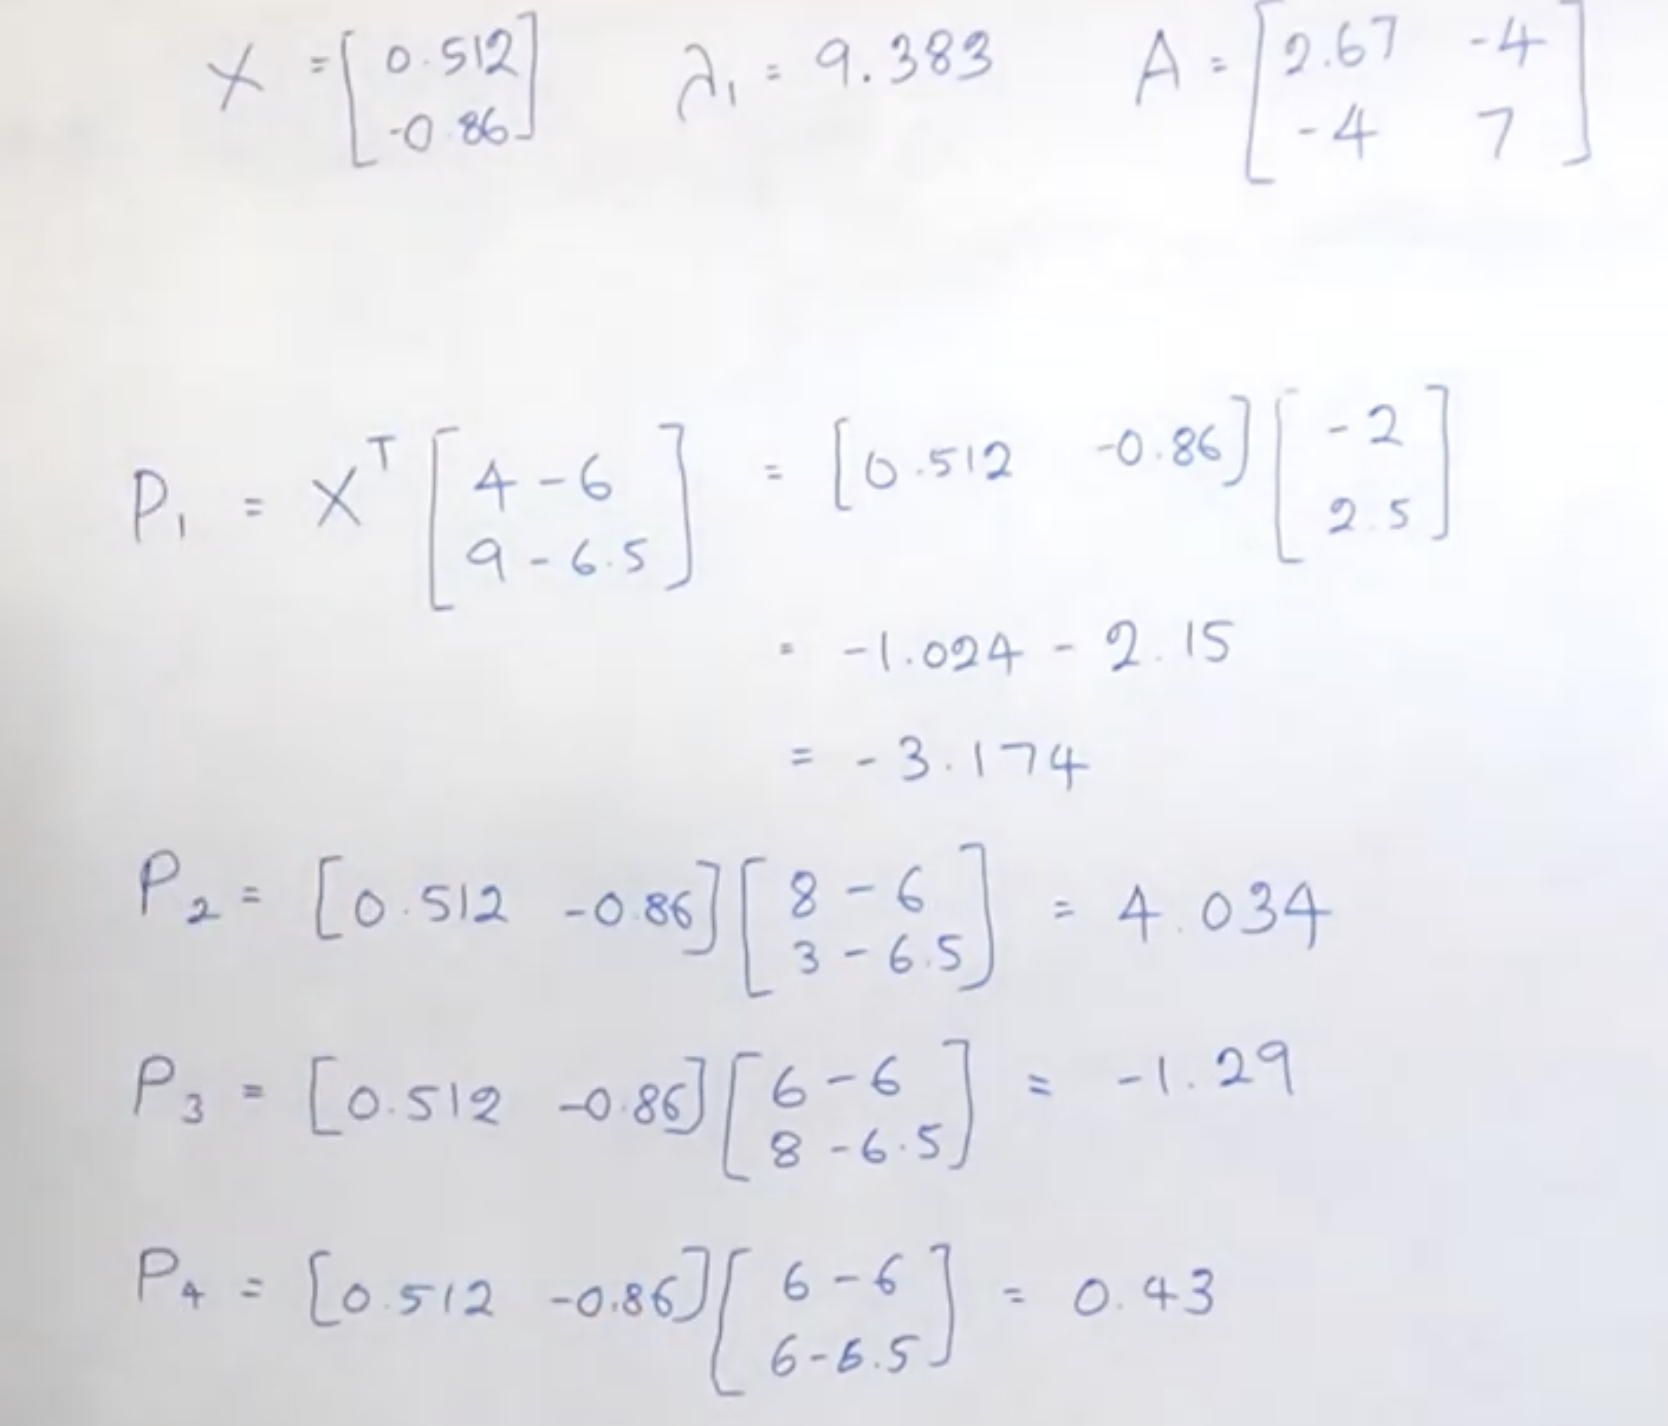 X = [0.512 -0.86] λ₁ = 9.383 A = [2.67 -4 -4 7]
P₁ = Xᵀ [4-6 9-6.5] = [0.512 -0.86] [-2 2.5]
= -1.024 - 2.15
= -3.174
P₂ = [0.512 -0.86] [8-6 3-6.5] = 4.034
P₃ = [0.512 -0.86] [6-6 8-6.5] = -1.29
P₄ = [0.512 -0.86] [6-6 6-6.5] = 0.43